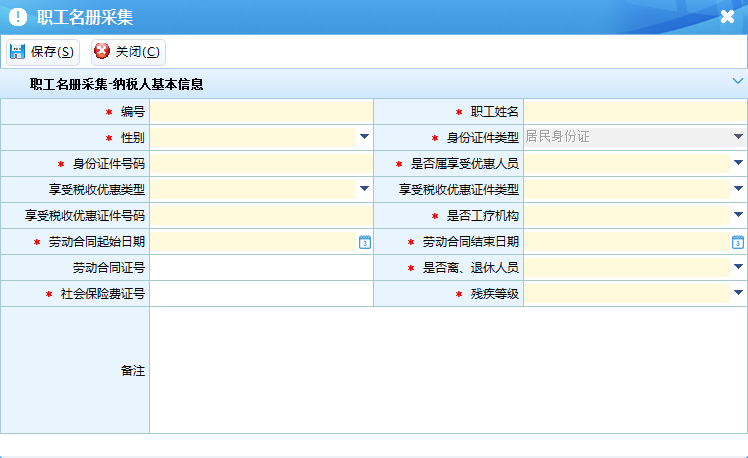 职工名册采集
保存(S) 关闭(C)
职工名册采集-纳税人基本信息
* 编号 * 职工姓名
* 性别 * 身份证件类型 居民身份证
* 身份证件号码 * 是否属享受优惠人员
享受税收优惠类型 享受税收优惠证件类型
享受税收优惠证件号码 * 是否工疗机构
* 劳动合同起始日期 3 * 劳动合同结束日期 3
劳动合同证号 * 是否离、退休人员
* 社会保险费证号 * 残疾等级
备注